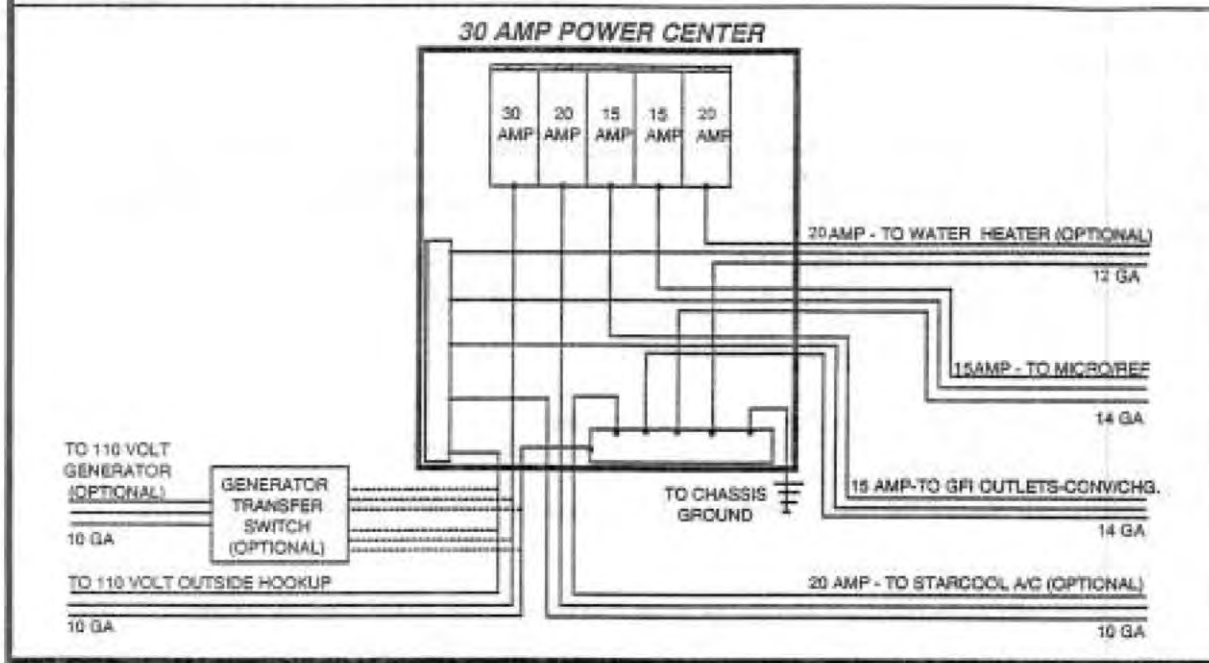 30 AMP POWER CENTER
30 20 15 15 20
AMP AMP AMP AMP AMP
20 AMP - TO WATER HEATER (OPTIONAL)
12 GA
15AMP - TO MICRO/REF
14 GA
TO 110 VOLT
GENERATOR
(OPTIONAL)
10 GA
GENERATOR
TRANSFER
SWITCH
(OPTIONAL)
TO CHASSIS
GROUND
15 AMP-TO GFI OUTLETS-CONV/CHG.
14 GA
TO 110 VOLT OUTSIDE HOOKUP
10 GA
20 AMP - TO STARCOOL A/C (OPTIONAL)
10 GA